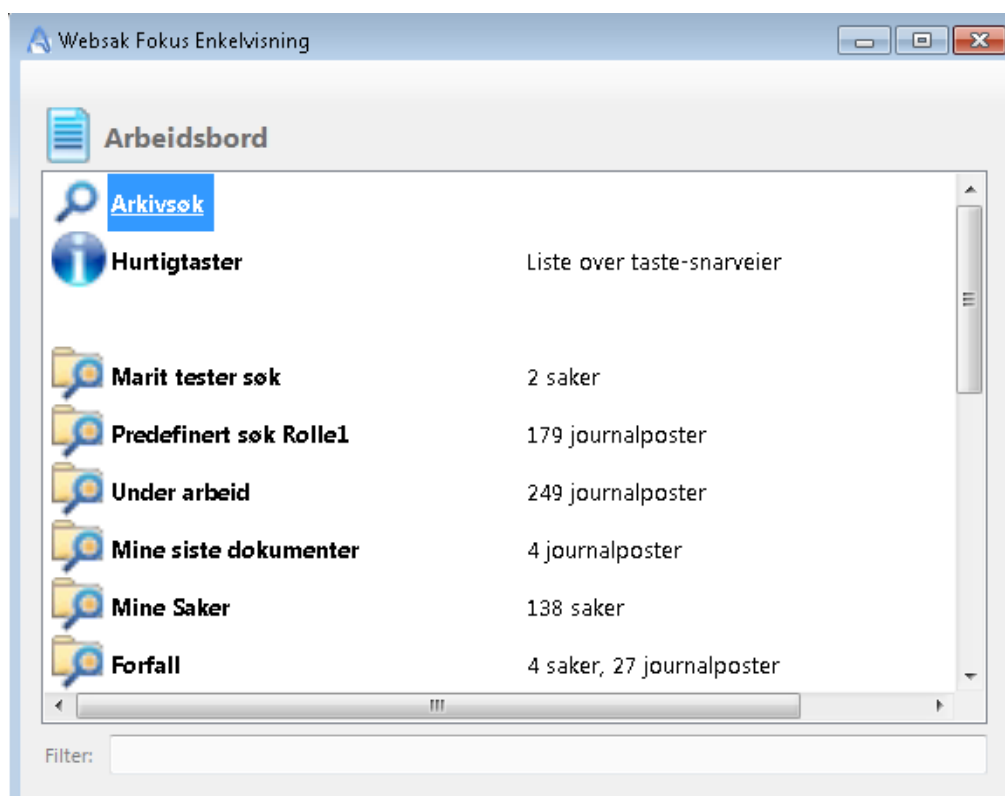 Websak Fokus Enkelvisning
Arbeidsbord
Arkivsøk
Hurtigtaster Liste over taste-snarveier
Marit tester søk 2 saker
Predefinert søk Rolle1 179 journalposter
Under arbeid 249 journalposter
Mine siste dokumenter 4 journalposter
Mine Saker 138 saker
Forfall 4 saker, 27 journalposter
Filter: